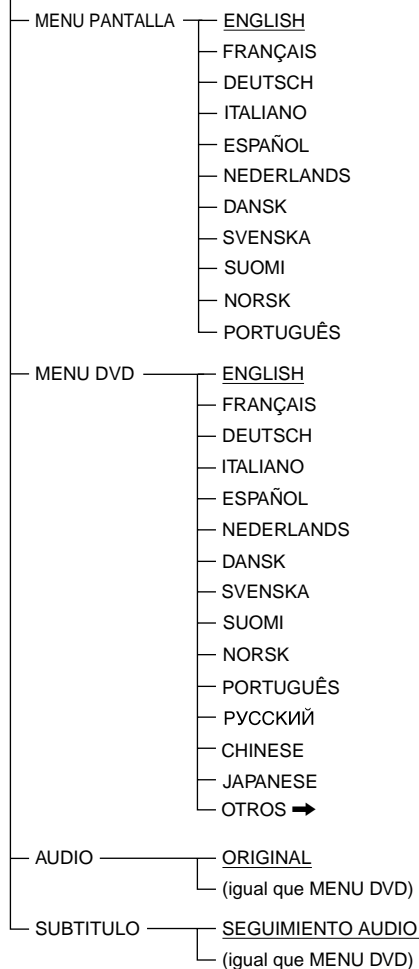 MENU PANTALLA ENGLISH
FRANÇAIS
DEUTSCH
ITALIANO
ESPAÑOL
NEDERLANDS
DANSK
SVENSKA
SUOMI
NORSK
PORTUGUÊS
MENU DVD ENGLISH
FRANÇAIS
DEUTSCH
ITALIANO
ESPAÑOL
NEDERLANDS
DANSK
SVENSKA
SUOMI
NORSK
PORTUGUÊS
РУССКИЙ
CHINESE
JAPANESE
OTROS ➡
AUDIO ORIGINAL
(igual que MENU DVD)
SUBTITULO SEGUIMIENTO AUDIO
(igual que MENU DVD)